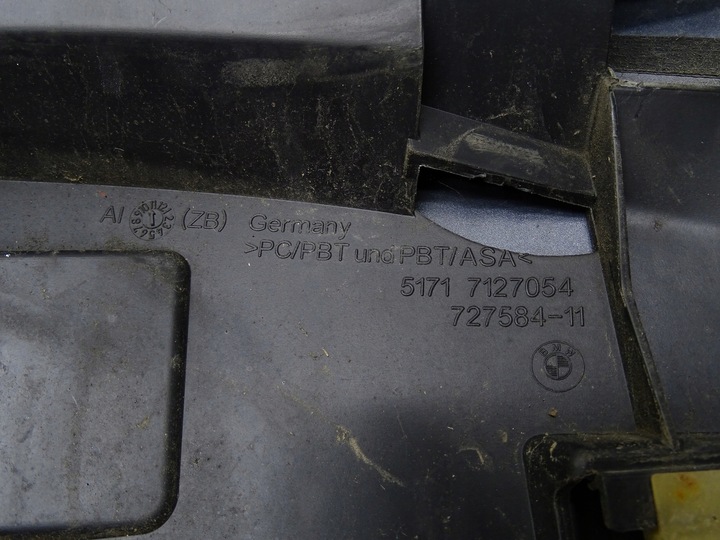 AI (ZB) Germany
>PC/PBT und PBT/ASA<
5171 7127054
727584-11
BMW